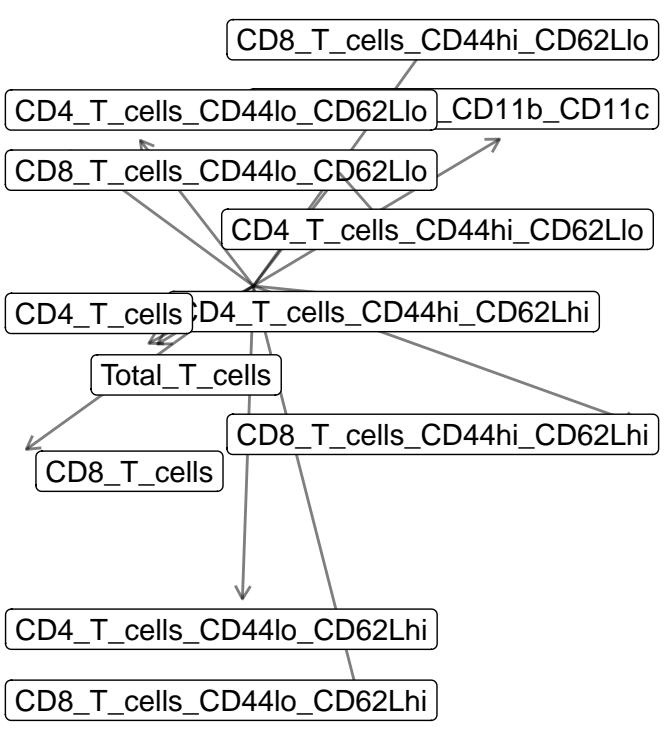 CD8_T_cells_CD44hi_CD62Llo
CD4_T_cells_CD44lo_CD62Llo
_CD11b_CD11c
CD8_T_cells_CD44lo_CD62Llo
CD4_T_cells_CD44hi_CD62Llo
CD4_T_cells
CD4_T_cells_CD44hi_CD62Lhi
Total_T_cells
CD8_T_cells_CD44hi_CD62Lhi
CD8_T_cells
CD4_T_cells_CD44lo_CD62Lhi
CD8_T_cells_CD44lo_CD62Lhi